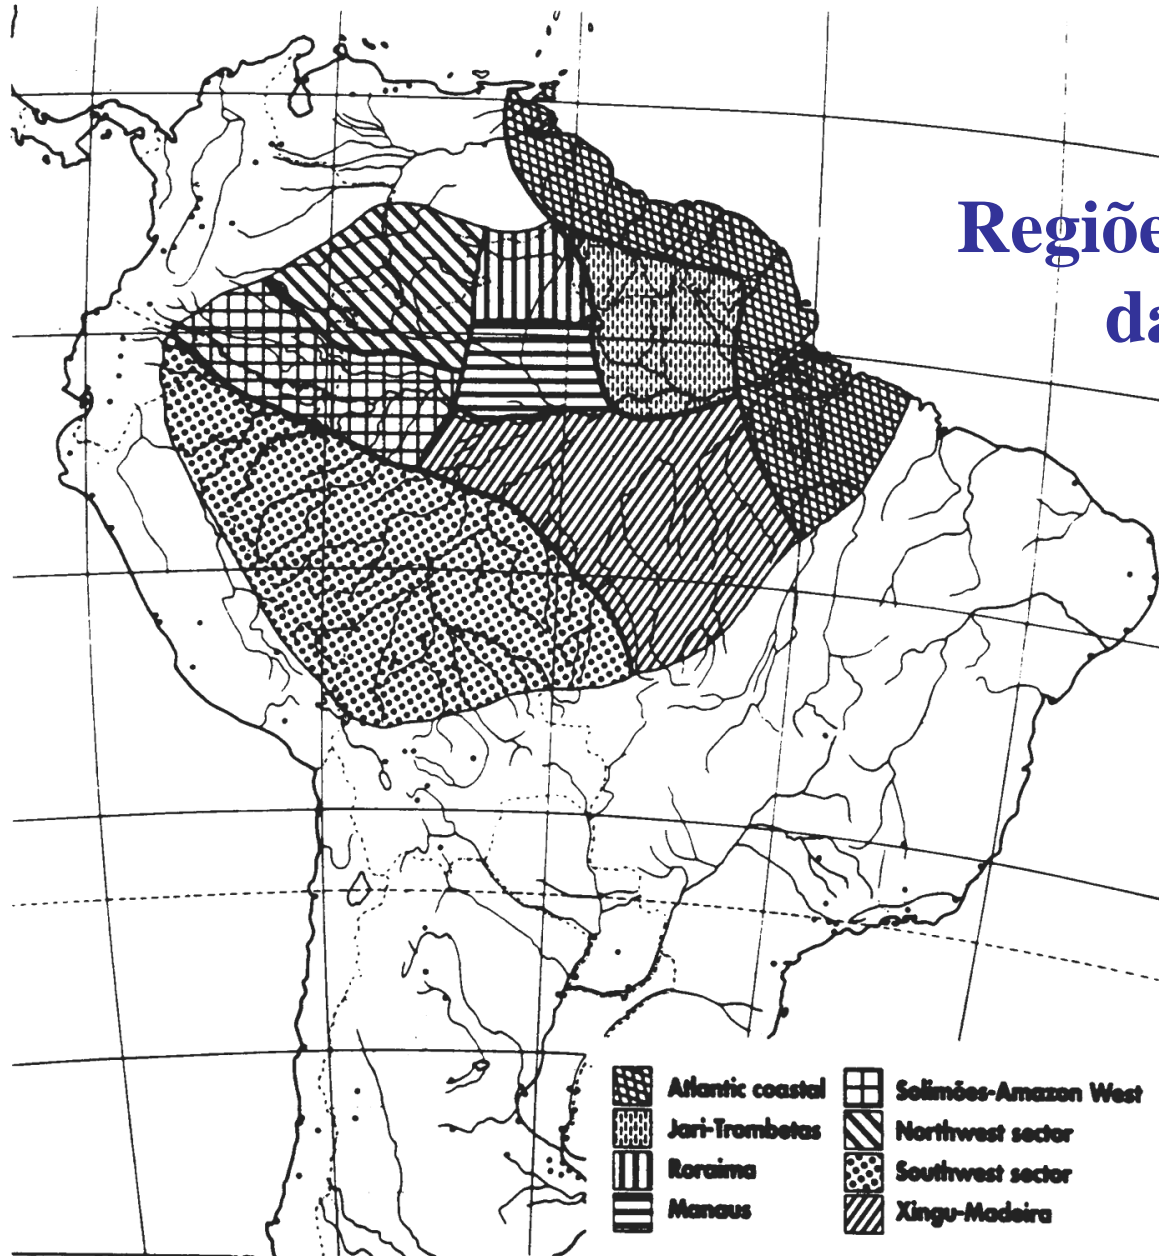 Regiõe
da
Atlantic coastal
Jari-Trombetas
Roraima
Manaus
Solimões-Amazon West
Northwest sector
Southwest sector
Xingu-Madeira